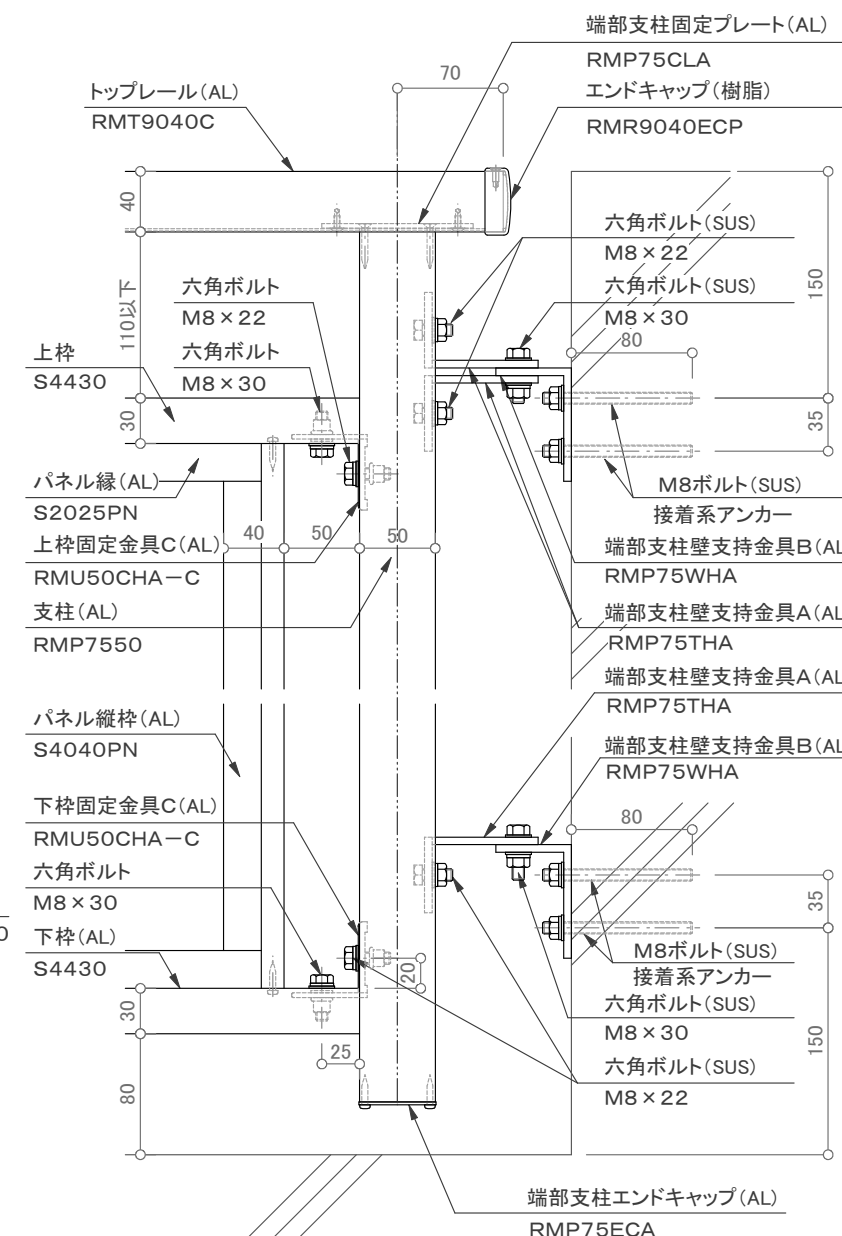 端部支柱固定プレート(AL)
RMP75CLA
70
トップレール(AL)
RMT9040C
エンドキャップ(樹脂)
RMR9040ECP
40
六角ボルト(SUS)
M8×22
六角ボルト(SUS)
M8×30
150
80
110以下
六角ボルト
M8×22
六角ボルト
M8×30
上枠
S4430
30
35
パネル縁(AL)
S2025PN
M8ボルト(SUS)
接着系アンカー
上枠固定金具C(AL)
RMU50CHA-C
40
50
50
端部支柱壁支持金具B(AL
RMP75WHA
支柱(AL)
RMP7550
端部支柱壁支持金具A(AL
RMP75THA
端部支柱壁支持金具A(AL
RMP75THA
パネル縦枠(AL)
S4040PN
端部支柱壁支持金具B(AL
RMP75WHA
下枠固定金具C(AL)
RMU50CHA-C
80
六角ボルト
M8×30
35
下枠(AL)
S4430
M8ボルト(SUS)
接着系アンカー
20
30
六角ボルト(SUS)
M8×30
25
150
六角ボルト(SUS)
M8×22
80
端部支柱エンドキャップ(AL)
RMP75ECA